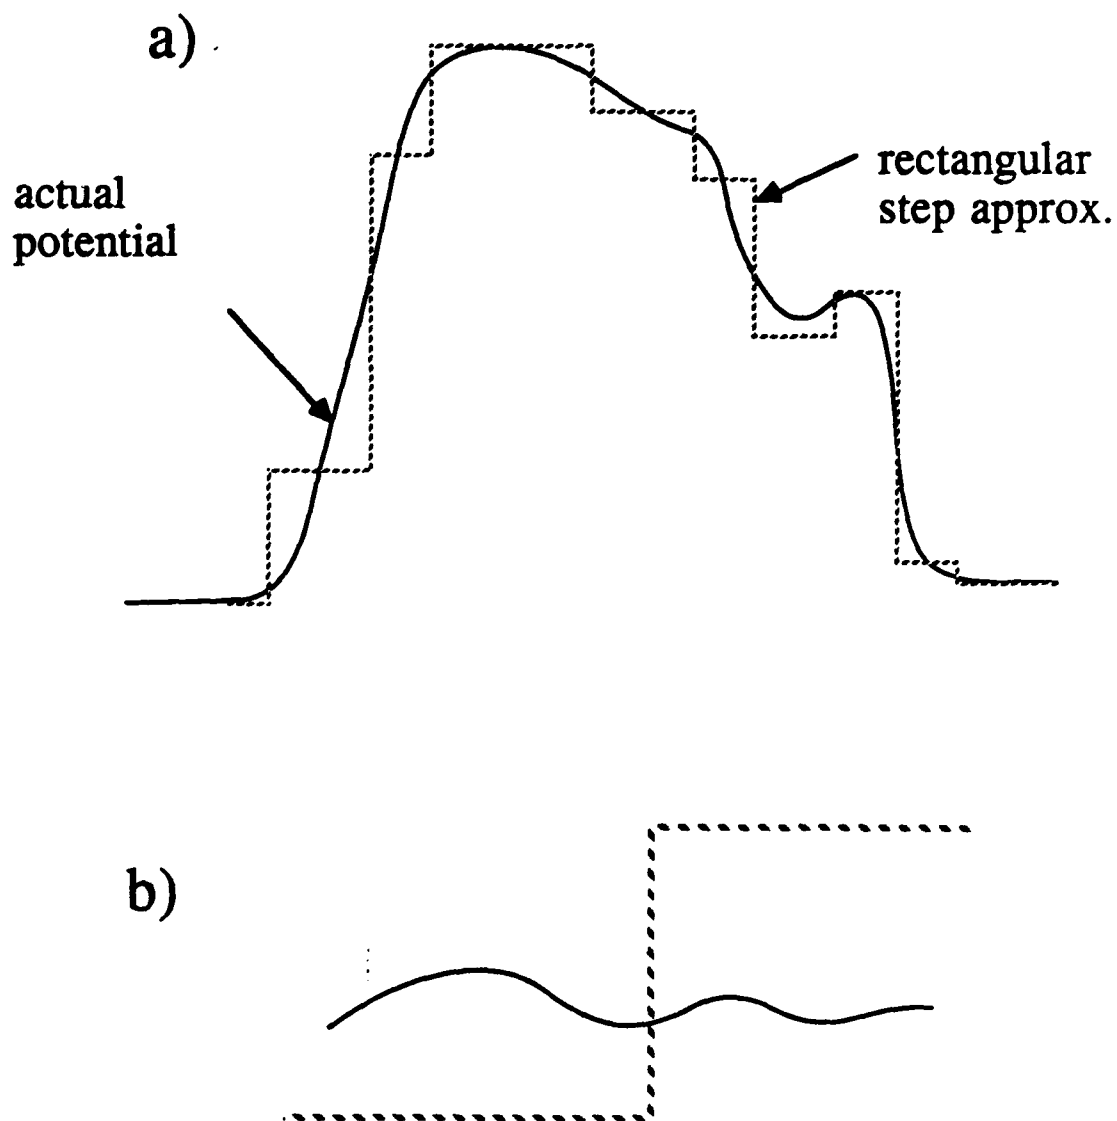 a)
actual
potential
rectangular
step approx.
b)